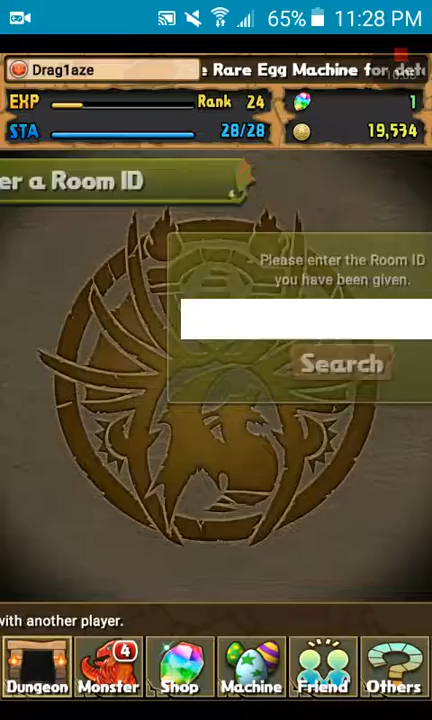 65% 11:28 PM
Drag1aze
e Rare Egg Machine for det
EXP Rank 24
1
STA 28/28
19,534
er a Room ID
Please enter the Room ID
you have been given.
Search
with another player.
4
Dungeon Monster Shop Machine Friend Others